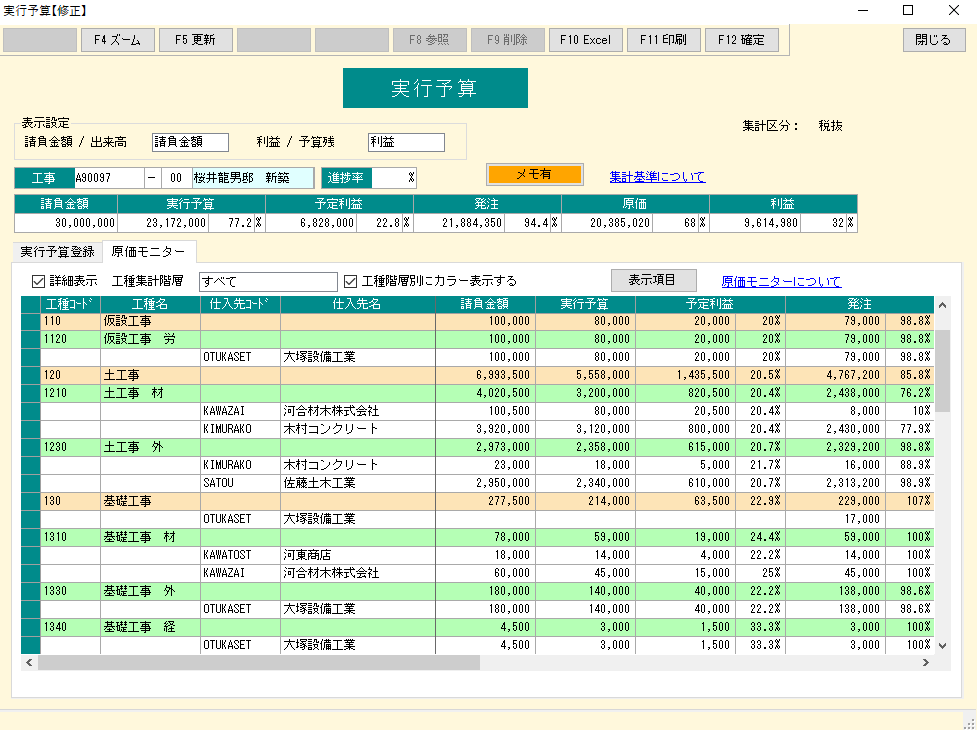 実行予算【修正】
F4 ズーム F5 更新 F8 参照 F9 削除 F10 Excel F11 印刷 F12 確定 閉じる
実行予算
表示設定
請負金額 / 出来高 請負金額 利益 / 予算残 利益
集計区分： 税抜
工事 A90097 － 00 桜井龍男邸 新築 進捗率 % メモ有 集計基準について
請負金額 実行予算 予定利益 発注 原価 利益
30,000,000 23,172,000 77.2 % 6,828,000 22.8 % 21,884,350 94.4 % 20,385,020 68 % 9,614,980 32 %
実行予算登録 原価モニター
詳細表示 工種集計階層 すべて 工種階層別にカラー表示する 表示項目 原価モニターについて
工種ｺｰﾄﾞ 工種名 仕入先ｺｰﾄﾞ 仕入先名 請負金額 実行予算 予定利益 発注
110 仮設工事 100,000 80,000 20,000 20% 79,000 98.8%
1120 仮設工事 労 100,000 80,000 20,000 20% 79,000 98.8%
OTUKASET 大塚設備工業 100,000 80,000 20,000 20% 79,000 98.8%
120 土工事 6,993,500 5,558,000 1,435,500 20.5% 4,767,200 85.8%
1210 土工事 材 4,020,500 3,200,000 820,500 20.4% 2,438,000 76.2%
KAWAZAI 河合材木株式会社 100,500 80,000 20,500 20.4% 8,000 10%
KIMURAKO 木村コンクリート 3,920,000 3,120,000 800,000 20.4% 2,430,000 77.9%
1230 土工事 外 2,973,000 2,358,000 615,000 20.7% 2,329,200 98.8%
KIMURAKO 木村コンクリート 23,000 18,000 5,000 21.7% 16,000 88.9%
SATOU 佐藤土木工業 2,950,000 2,340,000 610,000 20.7% 2,313,200 98.9%
130 基礎工事 277,500 214,000 63,500 22.9% 229,000 107%
OTUKASET 大塚設備工業 17,000
1310 基礎工事 材 78,000 59,000 19,000 24.4% 59,000 100%
KAWATOST 河東商店 18,000 14,000 4,000 22.2% 14,000 100%
KAWAZAI 河合材木株式会社 60,000 45,000 15,000 25% 45,000 100%
1330 基礎工事 外 180,000 140,000 40,000 22.2% 138,000 98.6%
OTUKASET 大塚設備工業 180,000 140,000 40,000 22.2% 138,000 98.6%
1340 基礎工事 経 4,500 3,000 1,500 33.3% 3,000 100%
OTUKASET 大塚設備工業 4,500 3,000 1,500 33.3% 3,000 100%